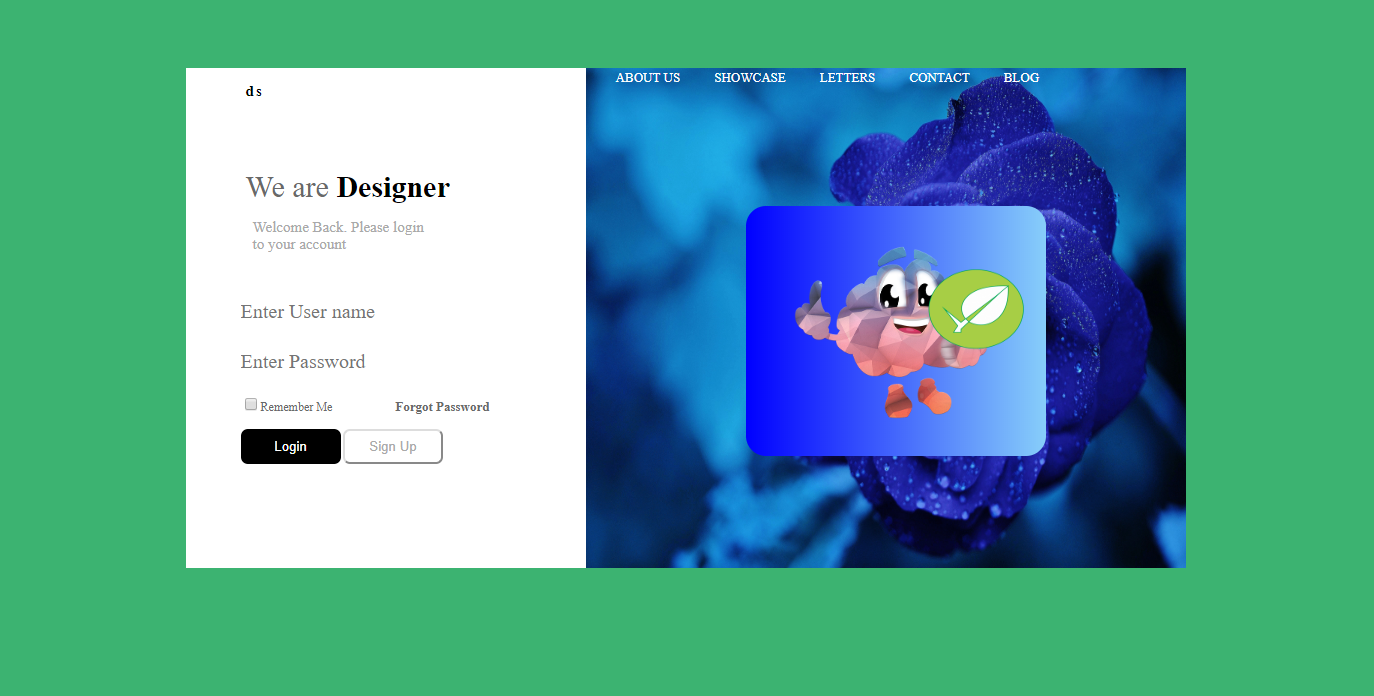 ABOUT US SHOWCASE LETTERS CONTACT BLOG
ds
We are Designer
Welcome Back. Please login
to your account
Enter User name
Enter Password
Remember Me Forgot Password
Login Sign Up